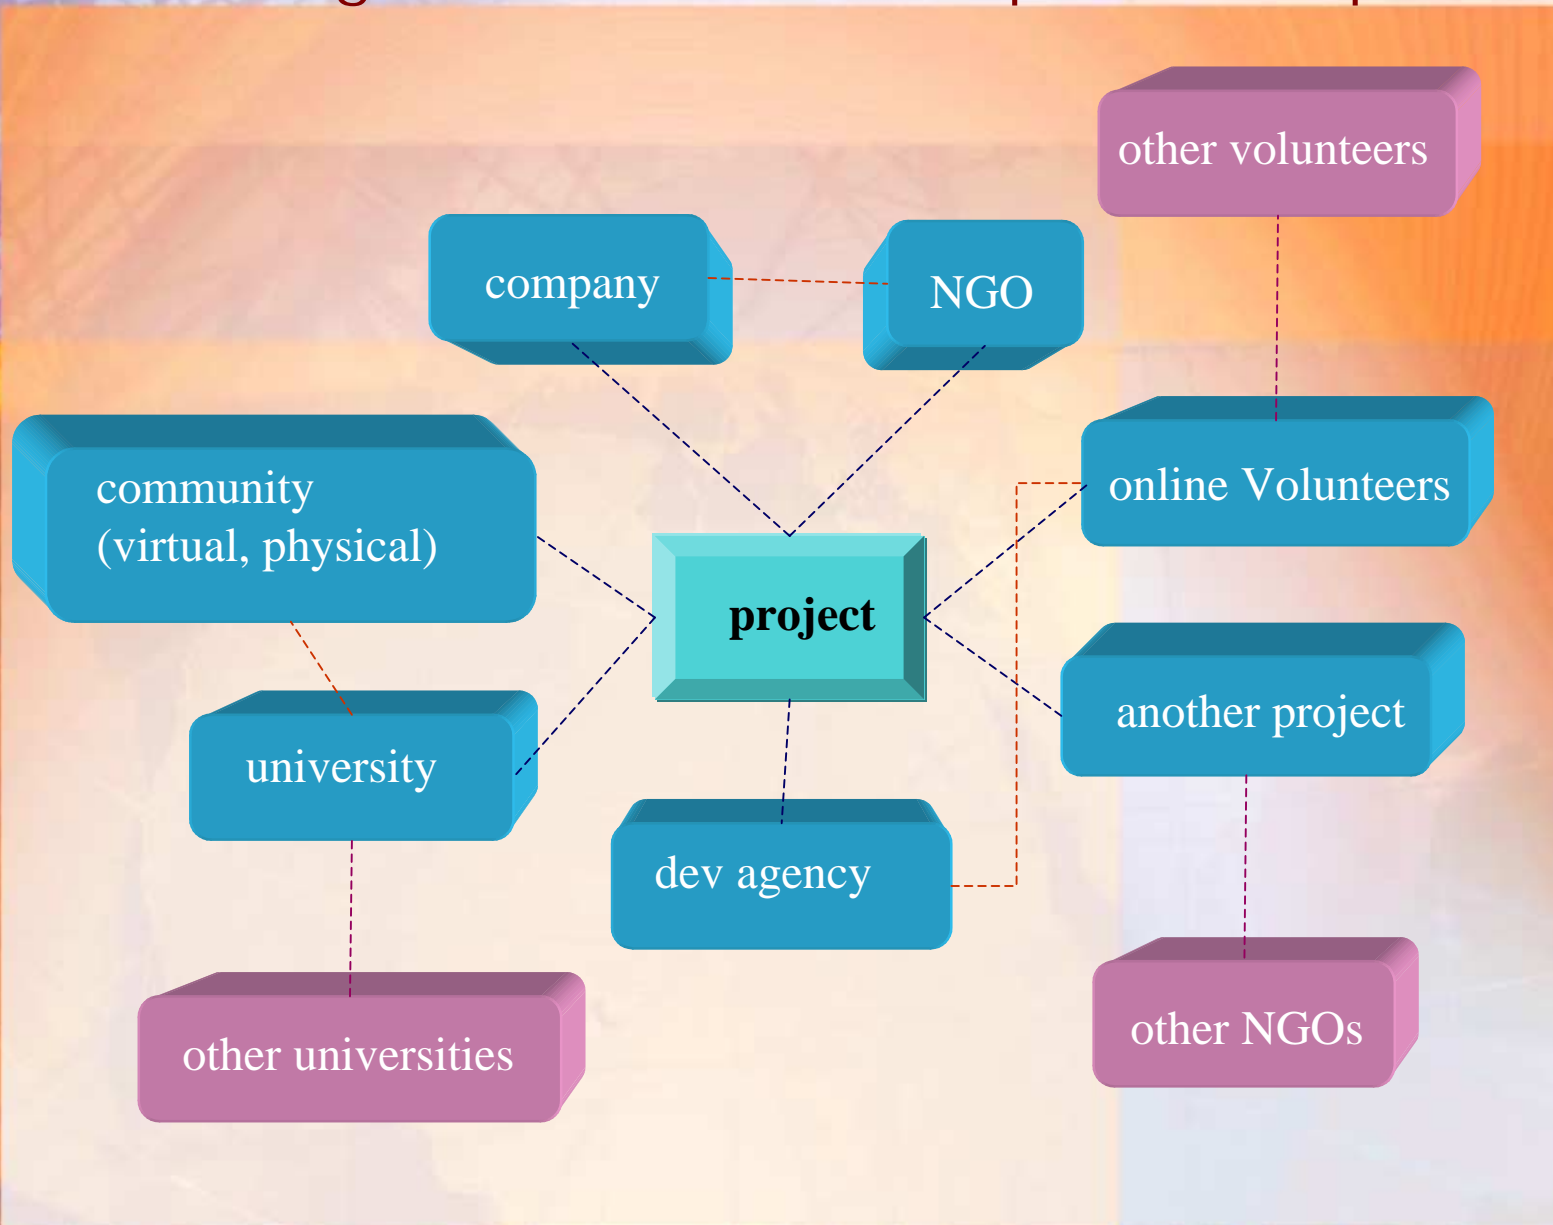 other volunteers
company
NGO
community
(virtual, physical)
online Volunteers
project
another project
university
dev agency
other universities
other NGOs